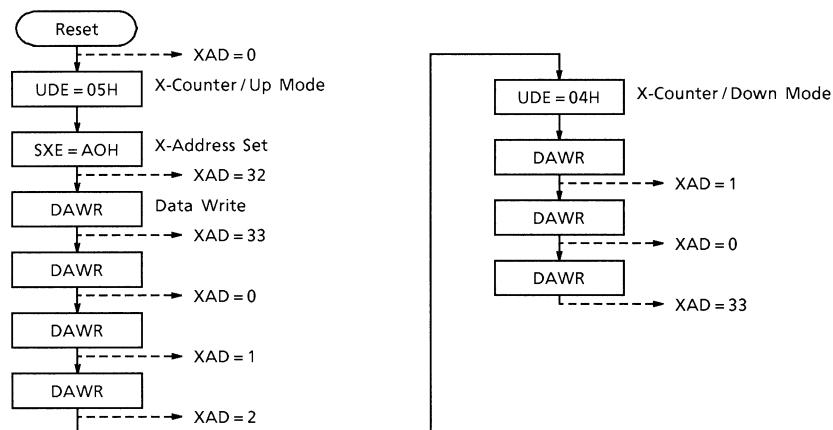 Reset
XAD = 0
UDE = 05H X-Counter / Up Mode
SXE = AOH X-Address Set
XAD = 32
DAWR Data Write
XAD = 33
DAWR
XAD = 0
DAWR
XAD = 1
DAWR
XAD = 2
UDE = 04H X-Counter / Down Mode
DAWR
XAD = 1
DAWR
XAD = 0
DAWR
XAD = 33